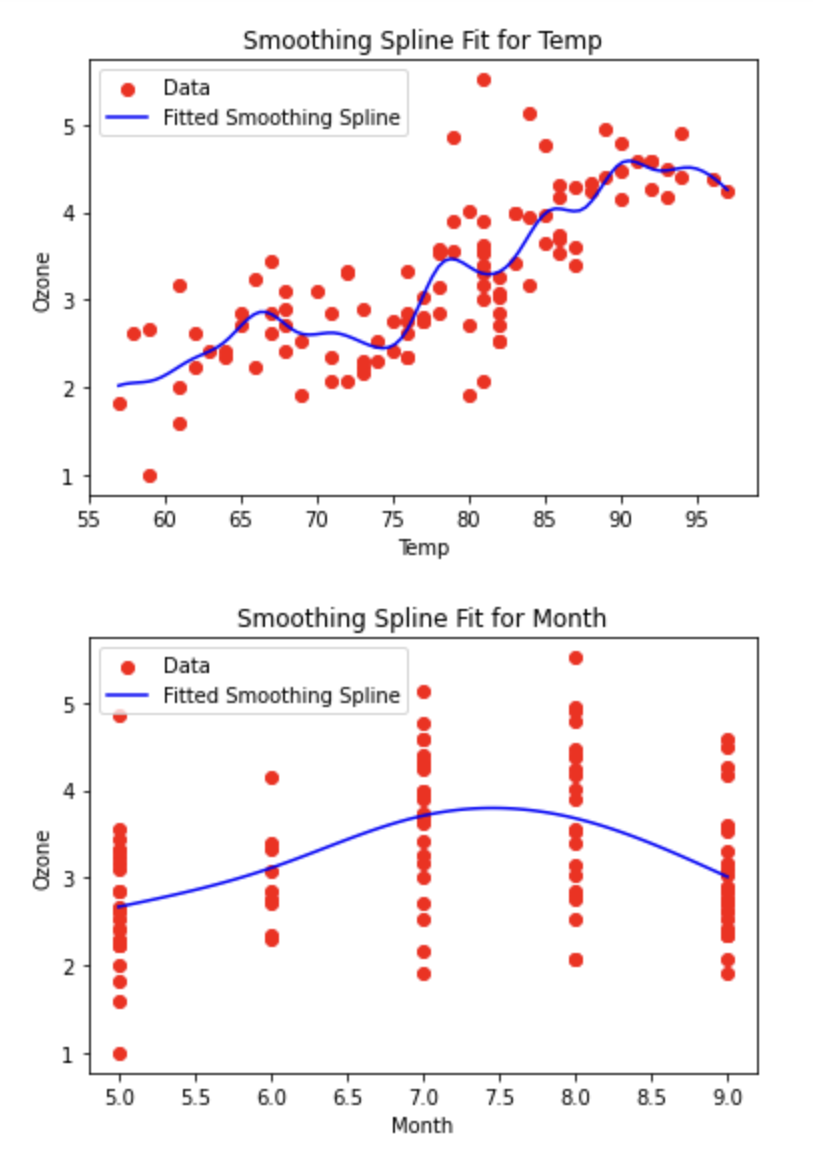 Smoothing Spline Fit for Temp
Data
Fitted Smoothing Spline
5
4
3
2
1
Ozone
55 60 65 70 75 80 85 90 95
Temp
Smoothing Spline Fit for Month
Data
Fitted Smoothing Spline
5
4
3
2
1
Ozone
5.0 5.5 6.0 6.5 7.0 7.5 8.0 8.5 9.0
Month